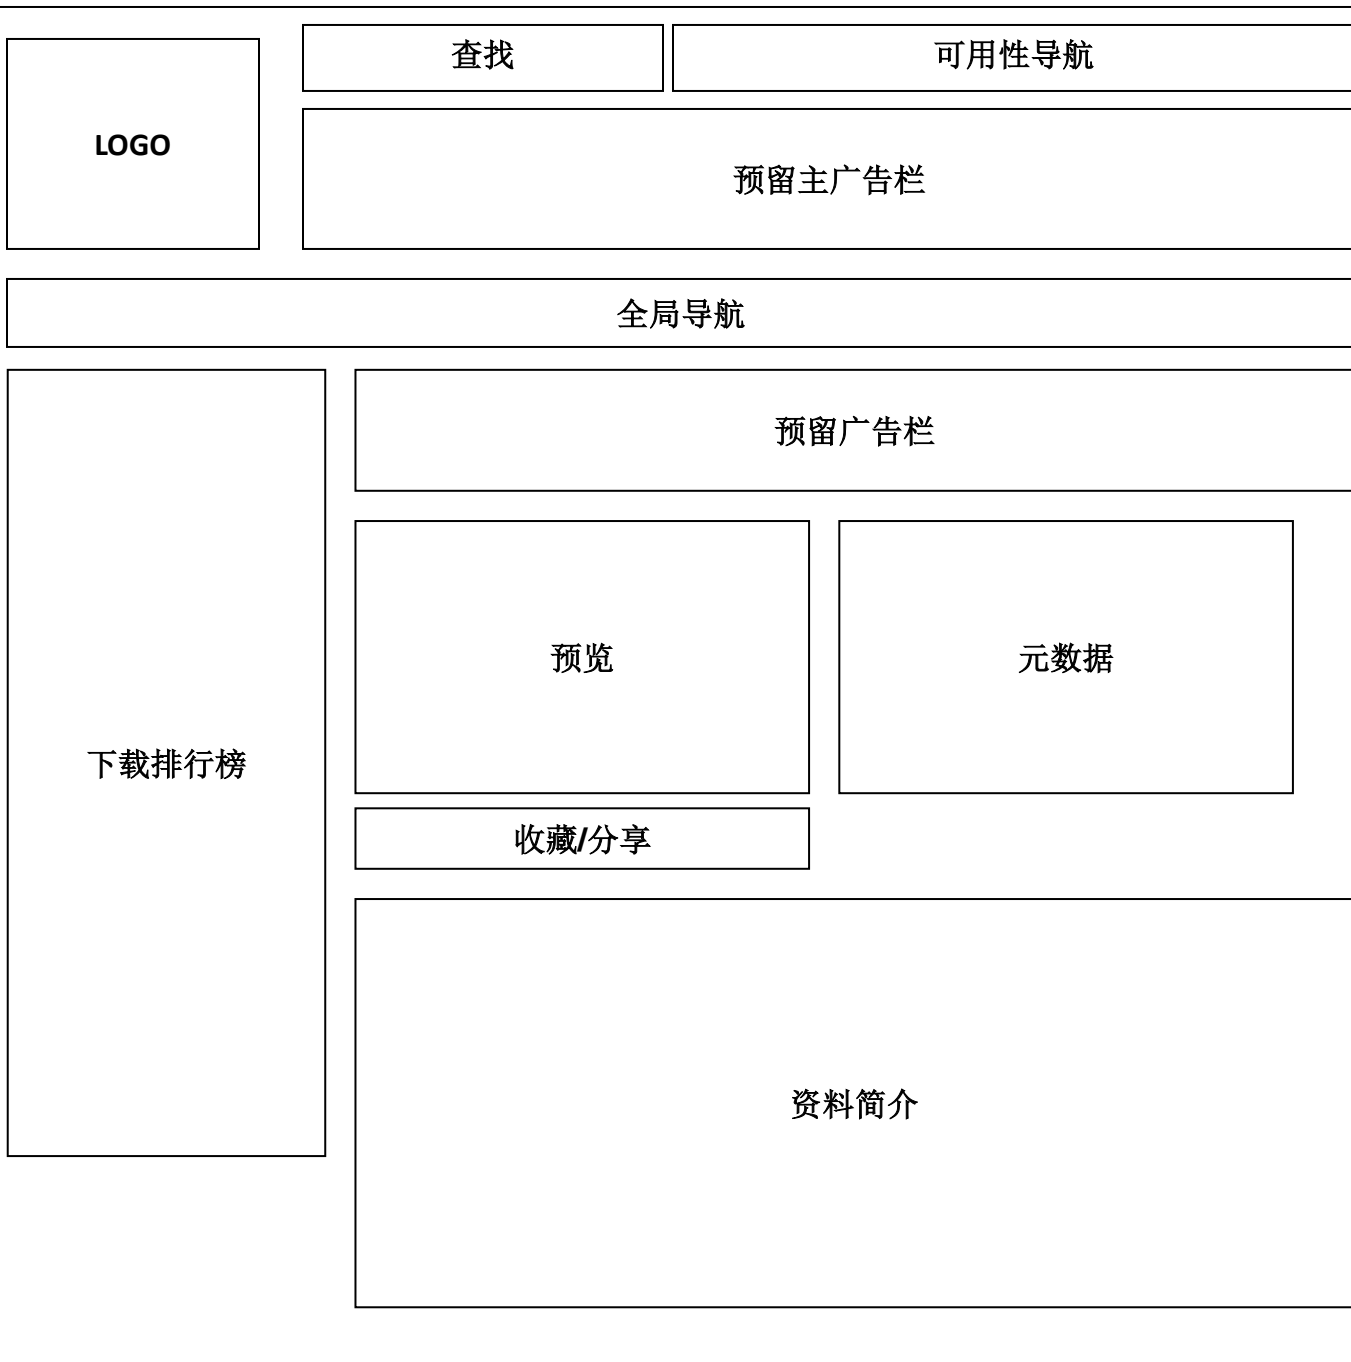 查找
可用性导航
LOGO
预留主广告栏
全局导航
预留广告栏
预览
元数据
下载排行榜
收藏/分享
资料简介